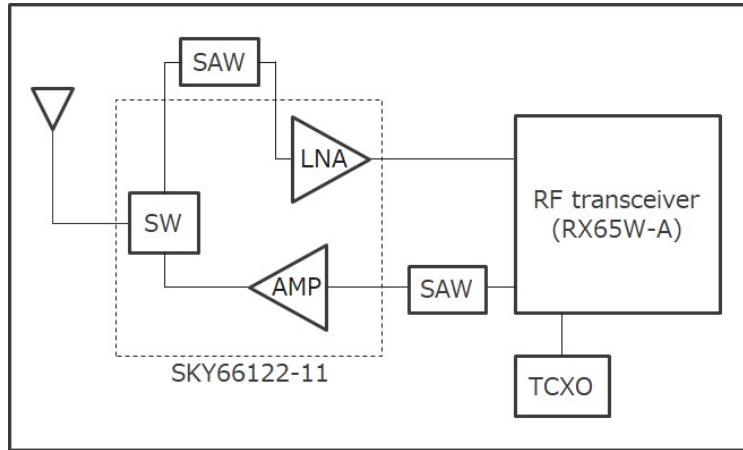 SAW
LNA
SW
AMP
SAW
RF transceiver
(RX65W-A)
SKY66122-11
TCXO